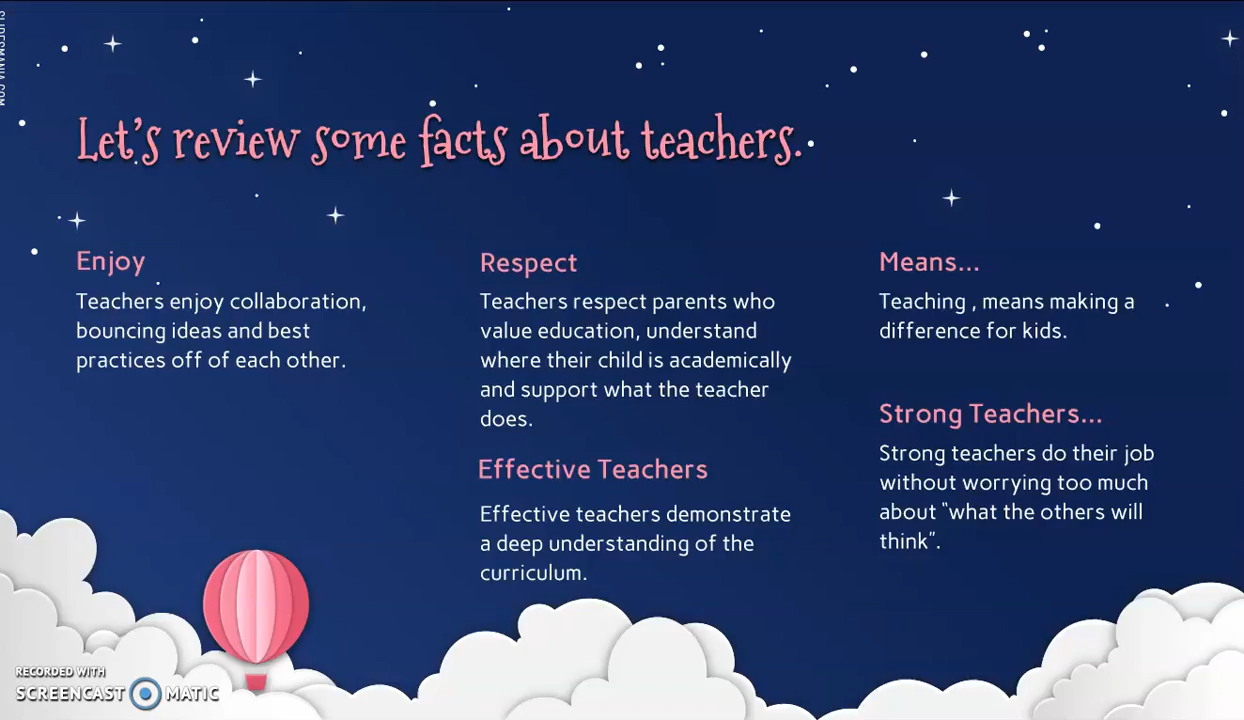 SLIDESMANIA.COM
Let's review some facts about teachers.
Enjoy
Teachers enjoy collaboration,
bouncing ideas and best
practices off of each other.
Respect
Teachers respect parents who
value education, understand
where their child is academically
and support what the teacher
does.
Effective Teachers
Effective teachers demonstrate
a deep understanding of the
curriculum.
Means...
Teaching , means making a
difference for kids.
Strong Teachers...
Strong teachers do their job
without worrying too much
about “what the others will
think”.
RECORDED WITH
SCREENCAST MATIC